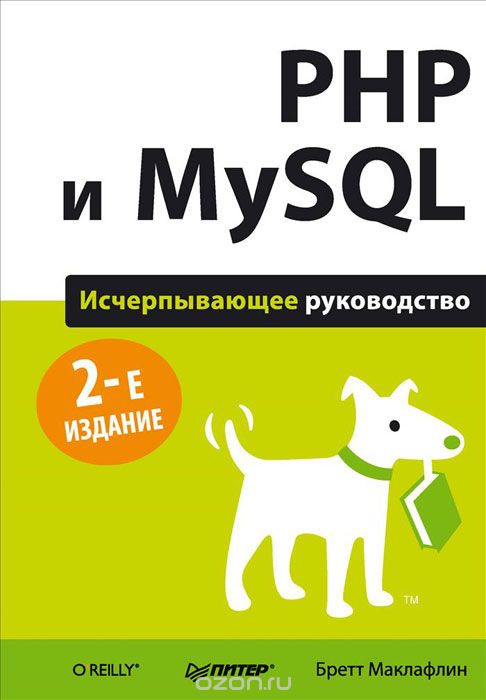 PHP
и MySQL
Исчерпывающее руководство
2-Е
ИЗДАНИЕ
TM
O REILLY® ПИТЕР® Бретт Маклафлин
ozon.ru